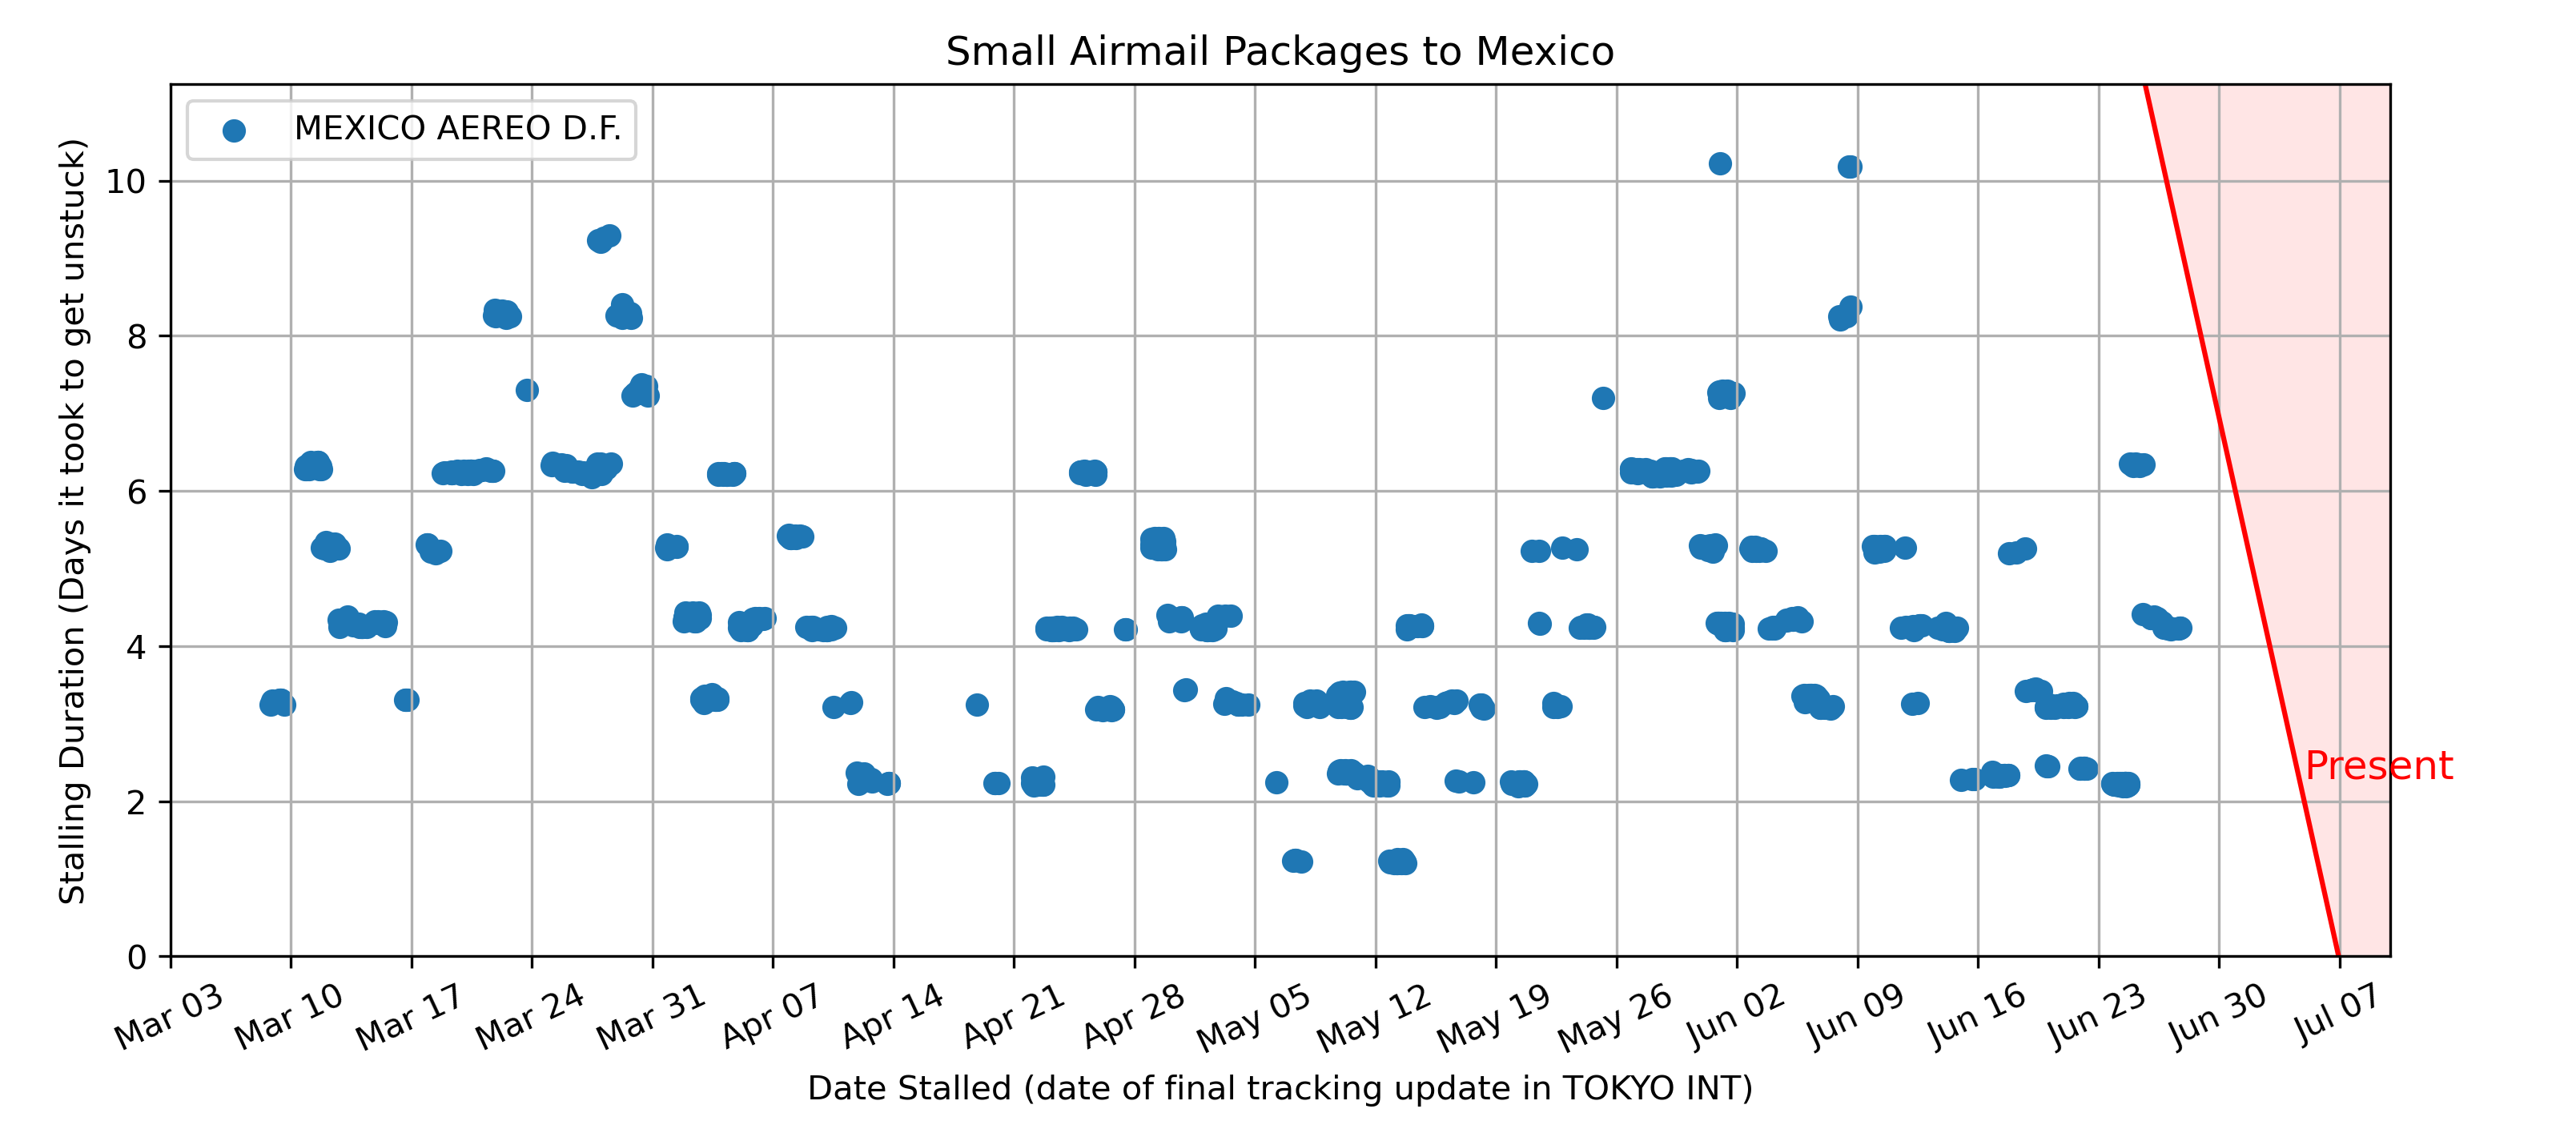 Small Airmail Packages to Mexico
MEXICO AEREO D.F.
Stalling Duration (Days it took to get unstuck)
10
8
6
4
2
0
Present
Mar 03
Mar 10
Mar 17
Mar 24
Mar 31
Apr 07
Apr 14
Apr 21
Apr 28
May 05
May 12
May 19
May 26
Jun 02
Jun 09
Jun 16
Jun 23
Jun 30
Jul 07
Date Stalled (date of final tracking update in TOKYO INT)